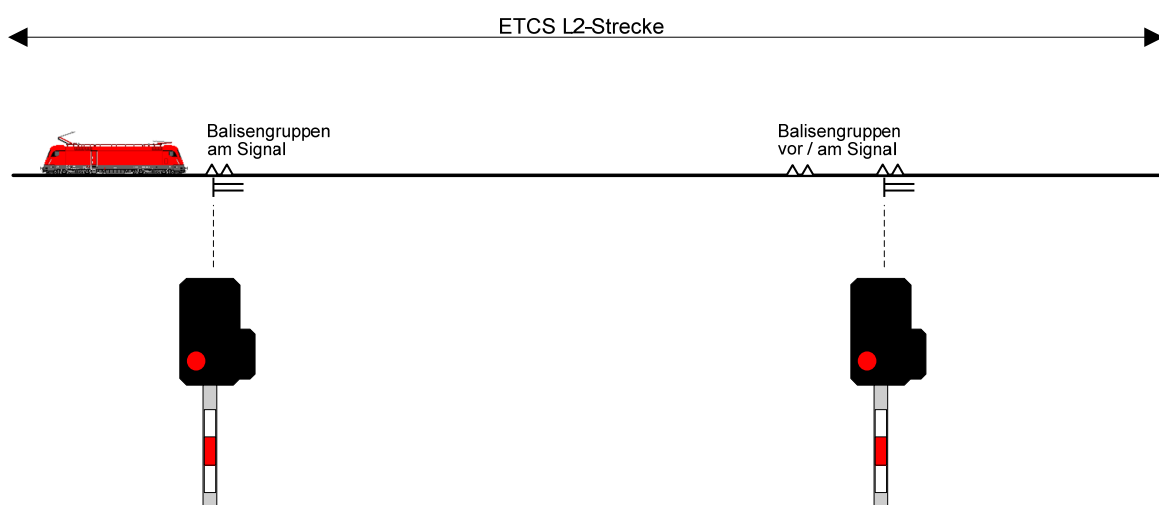 ETCS L2-Strecke
Balisengruppen
am Signal
Balisengruppen
vor / am Signal